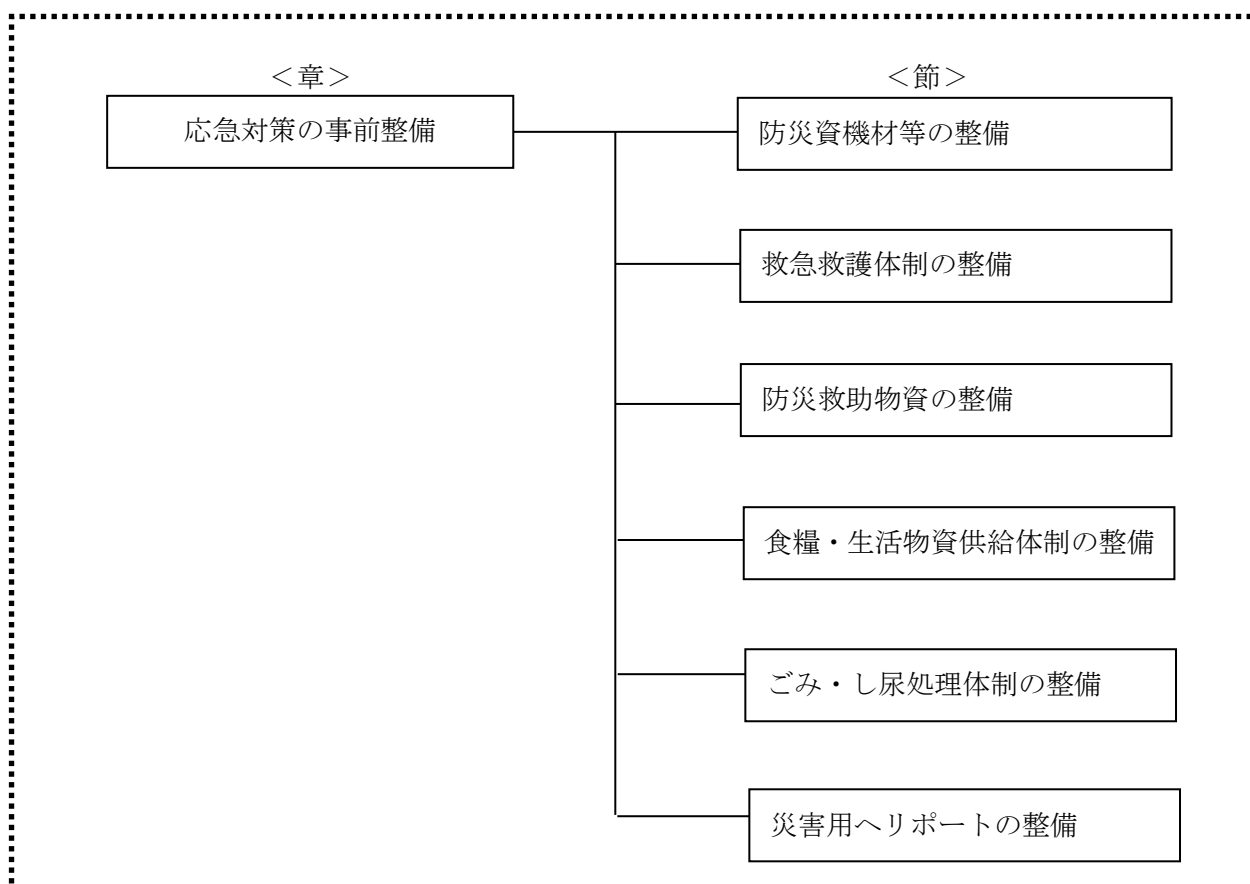 ＜章＞
＜節＞
応急対策の事前整備
防災資機材等の整備
救急救護体制の整備
防災救助物資の整備
食糧・生活物資供給体制の整備
ごみ・し尿処理体制の整備
災害用ヘリポートの整備